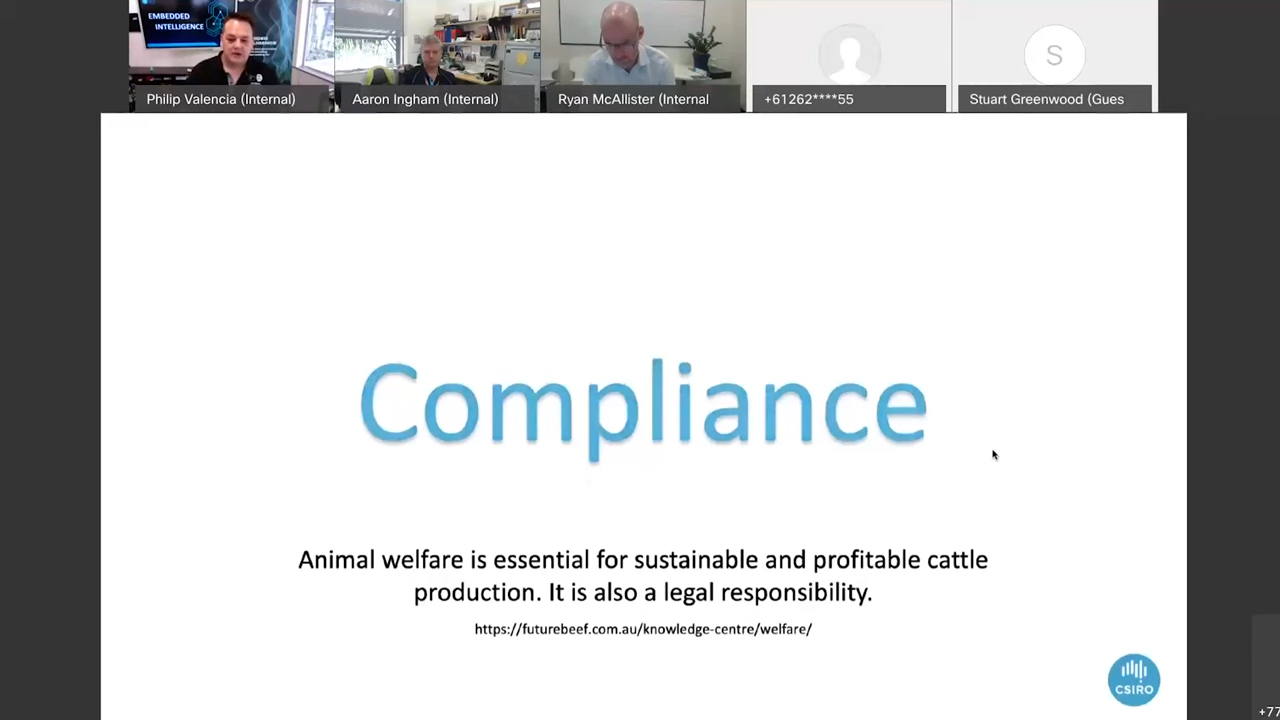 EMBEDDED
INTELLIGENCE
Philip Valencia (Internal)
Aaron Ingham (Internal)
Ryan McAllister (Internal
+61262****55
S
Stuart Greenwood (Gues
Compliance
Animal welfare is essential for sustainable and profitable cattle
production. It is also a legal responsibility.
https://futurebeef.com.au/knowledge-centre/welfare/
CSIRO
+77